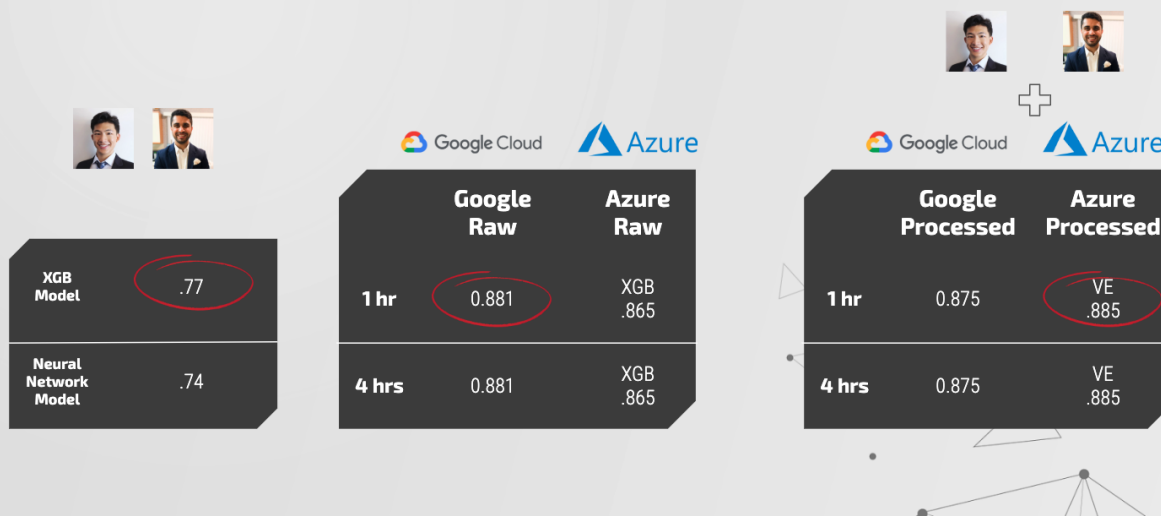 XGB
Model
.77
Neural
Network
Model
.74
Google Cloud
Azure
Google
Raw
Azure
Raw
1 hr
0.881
XGB
.865
4 hrs
0.881
XGB
.865
Google Cloud
Azure
Google
Processed
Azure
Processed
1 hr
0.875
VE
.885
4 hrs
0.875
VE
.885